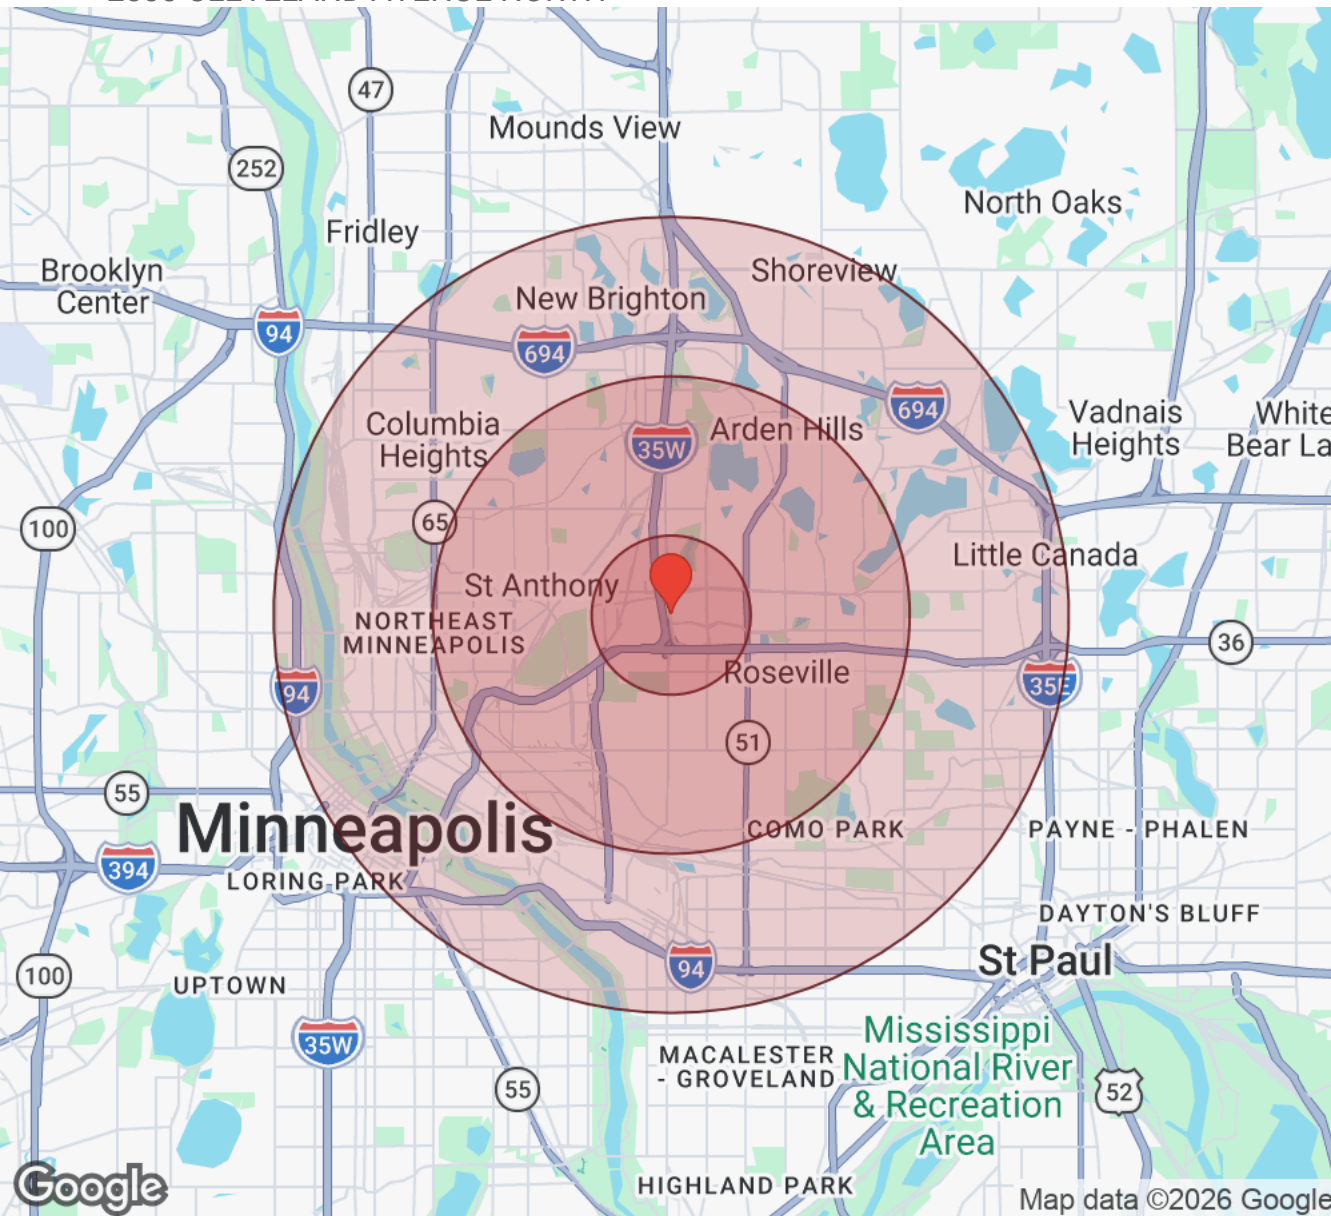 47
Mounds View
252
North Oaks
Fridley
Brooklyn
Center
Shoreview
New Brighton
94
694
694
Columbia
Heights
35W
Arden Hills
Vadnais
Heights
White
Bear La
100
65
Little Canada
St Anthony
NORTHEAST
MINNEAPOLIS
36
Roseville
94
35E
51
55
Minneapolis
COMO PARK
PAYNE - PHALEN
394
LORING PARK
DAYTON'S BLUFF
94
St Paul
100
UPTOWN
35W
Mississippi
National River
& Recreation
Area
MACALESTER
- GROVELAND
55
52
HIGHLAND PARK
Google
Map data ©2026 Google